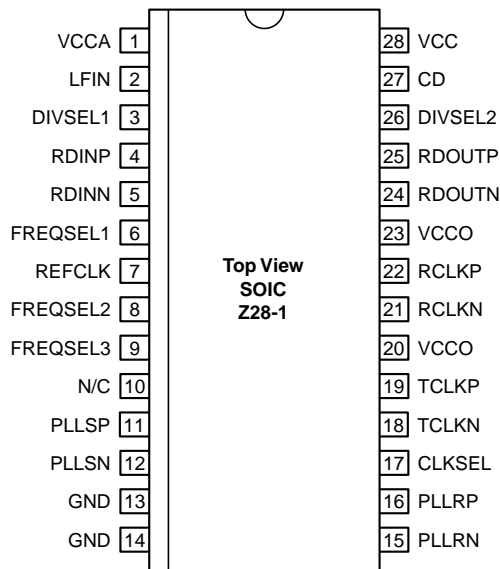 VCCA 1 28 VCC
LFIN 2 27 CD
DIVSEL1 3 26 DIVSEL2
RDINP 4 25 RDOUTP
RDINN 5 24 RDOUTN
FREQSEL1 6 23 VCCO
REFCLK 7 22 RCLKP
FREQSEL2 8 21 RCLKN
FREQSEL3 9 20 VCCO
N/C 10 19 TCLKP
PLLSP 11 18 TCLKN
PLLSN 12 17 CLKSEL
GND 13 16 PLLRP
GND 14 15 PLLRN
Top View
SOIC
Z28-1